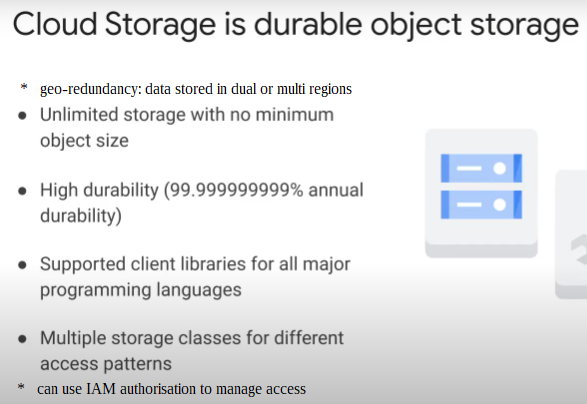 Cloud Storage is durable object storage
* geo-redundancy: data stored in dual or multi regions
● Unlimited storage with no minimum
object size
● High durability (99.999999999% annual
durability)
● Supported client libraries for all major
programming languages
● Multiple storage classes for different
access patterns
* can use IAM authorisation to manage access